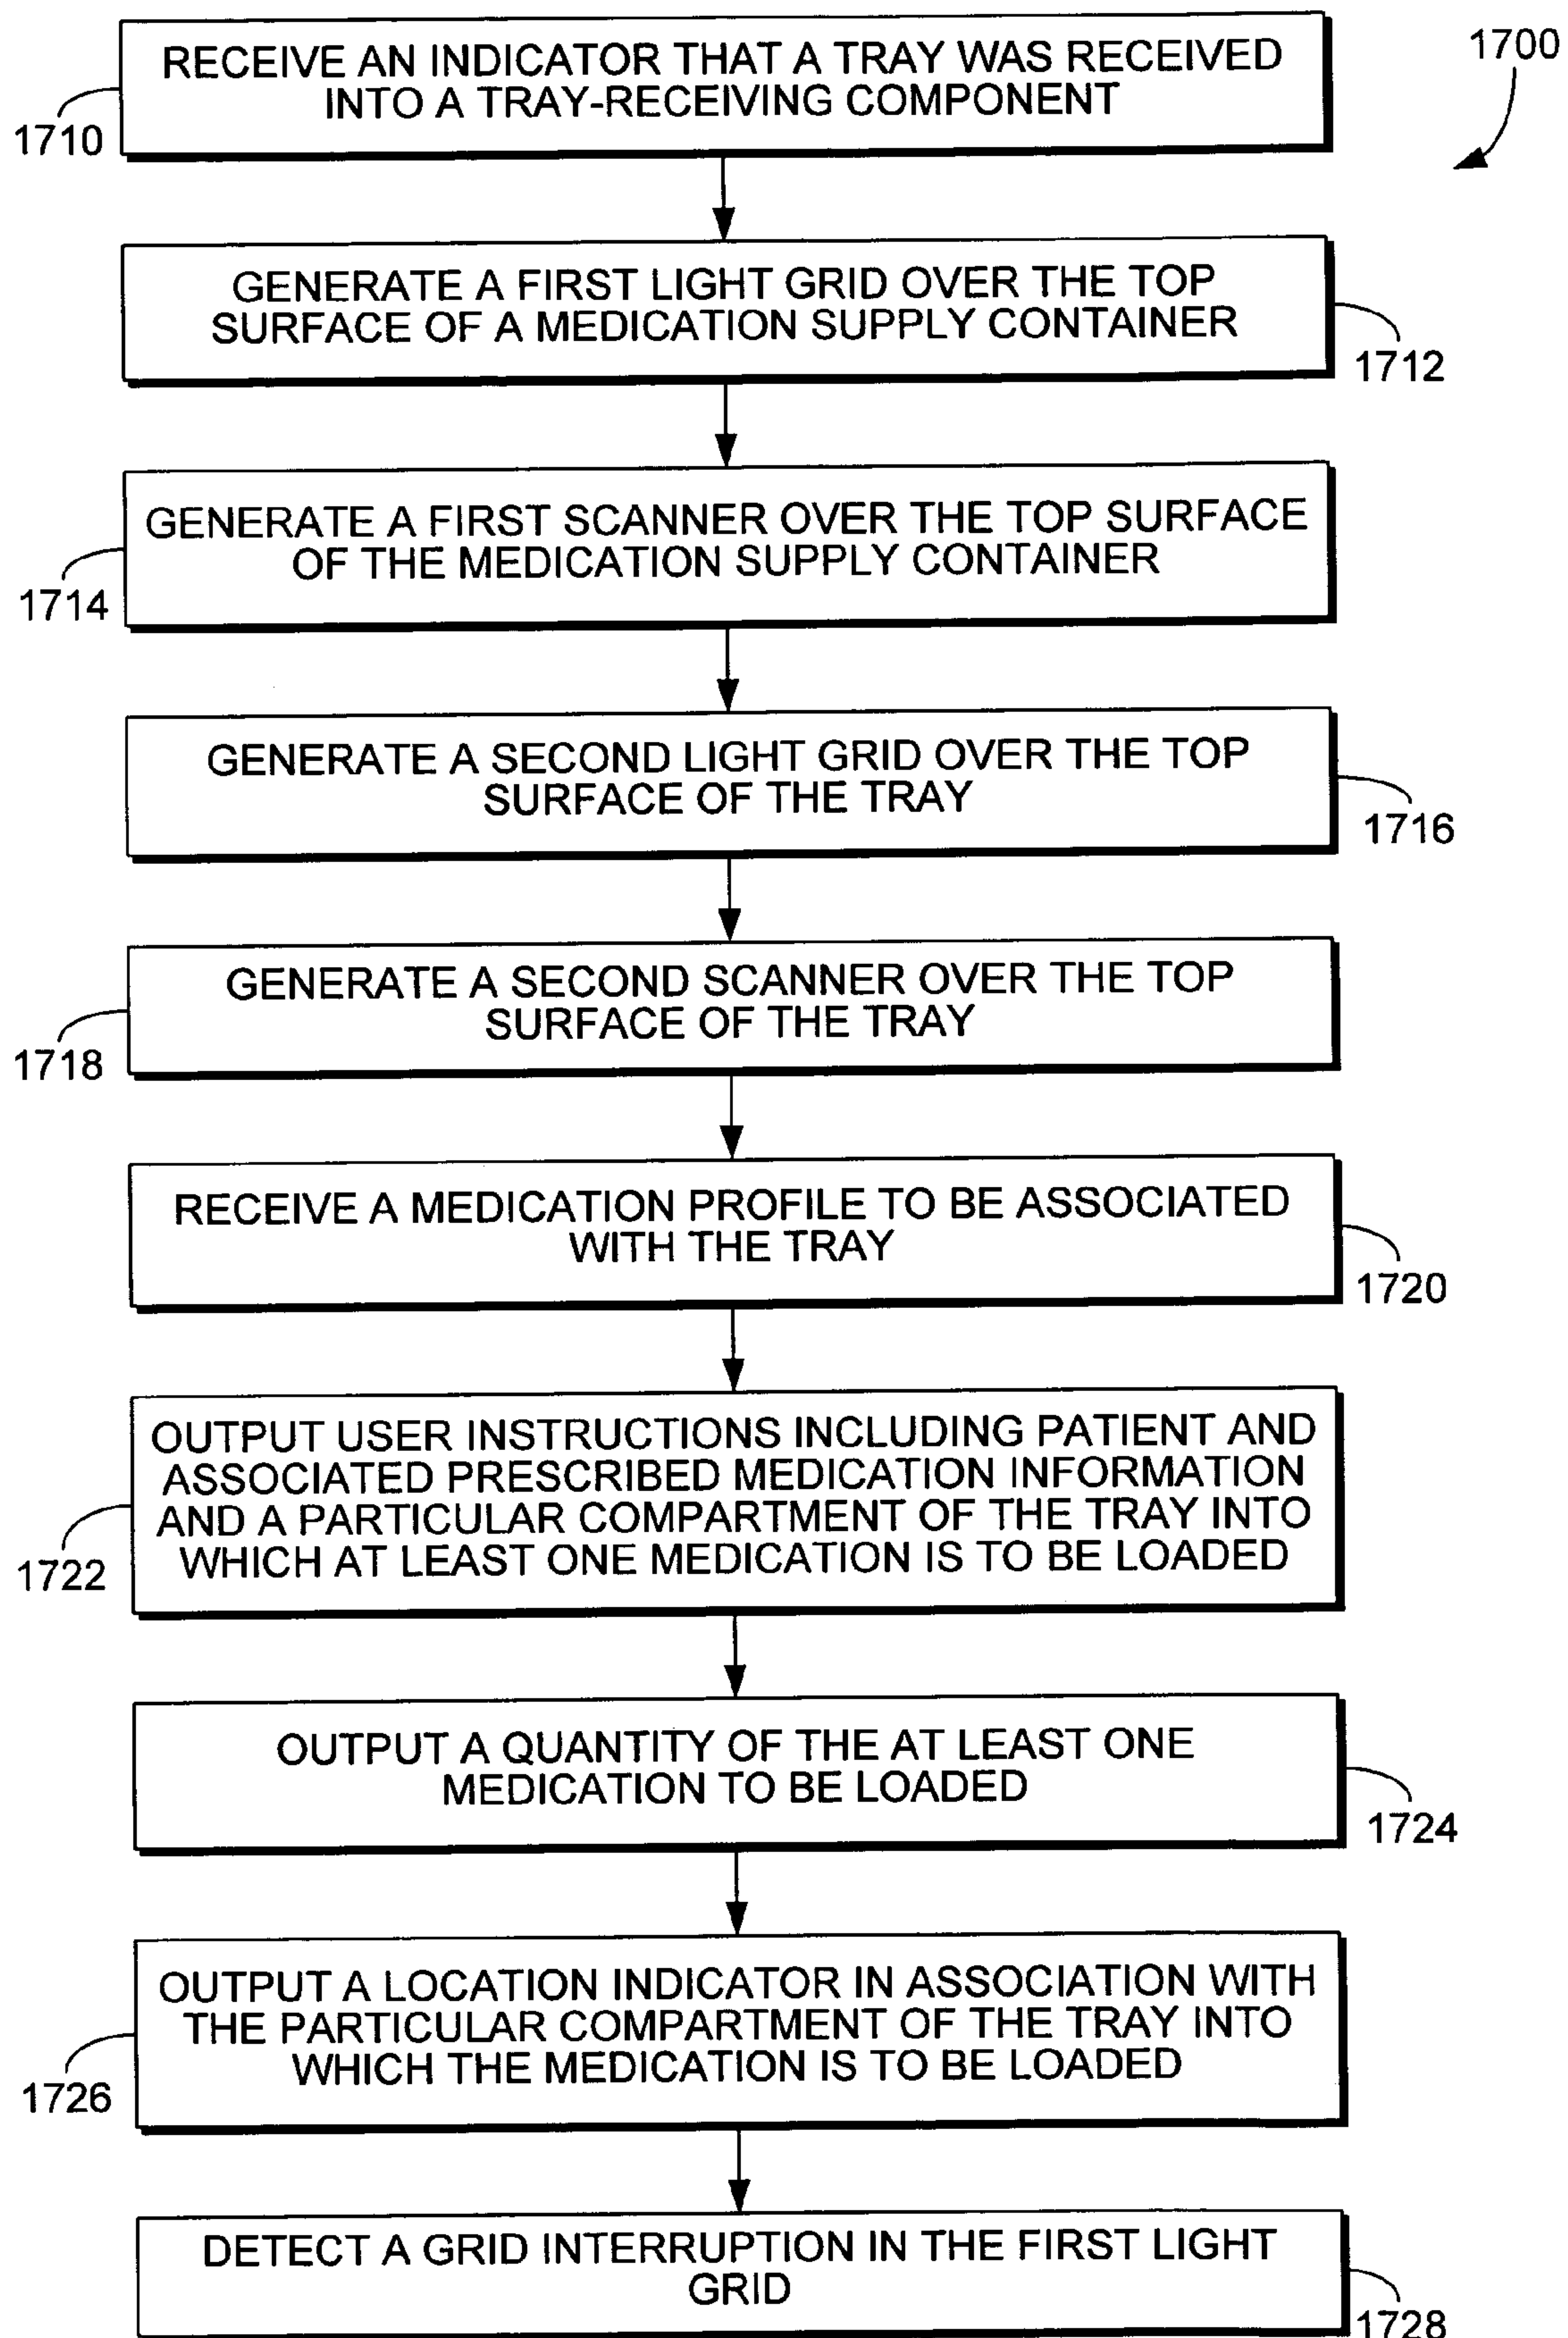 1700
RECEIVE AN INDICATOR THAT A TRAY WAS RECEIVED
INTO A TRAY-RECEIVING COMPONENT
1710
GENERATE A FIRST LIGHT GRID OVER THE TOP
SURFACE OF A MEDICATION SUPPLY CONTAINER
1712
GENERATE A FIRST SCANNER OVER THE TOP SURFACE
OF THE MEDICATION SUPPLY CONTAINER
1714
GENERATE A SECOND LIGHT GRID OVER THE TOP
SURFACE OF THE TRAY
1716
GENERATE A SECOND SCANNER OVER THE TOP
SURFACE OF THE TRAY
1718
RECEIVE A MEDICATION PROFILE TO BE ASSOCIATED
WITH THE TRAY
1720
OUTPUT USER INSTRUCTIONS INCLUDING PATIENT AND
ASSOCIATED PRESCRIBED MEDICATION INFORMATION
AND A PARTICULAR COMPARTMENT OF THE TRAY INTO
WHICH AT LEAST ONE MEDICATION IS TO BE LOADED
1722
OUTPUT A QUANTITY OF THE AT LEAST ONE
MEDICATION TO BE LOADED
1724
OUTPUT A LOCATION INDICATOR IN ASSOCIATION WITH
THE PARTICULAR COMPARTMENT OF THE TRAY INTO
WHICH THE MEDICATION IS TO BE LOADED
1726
DETECT A GRID INTERRUPTION IN THE FIRST LIGHT
GRID
1728